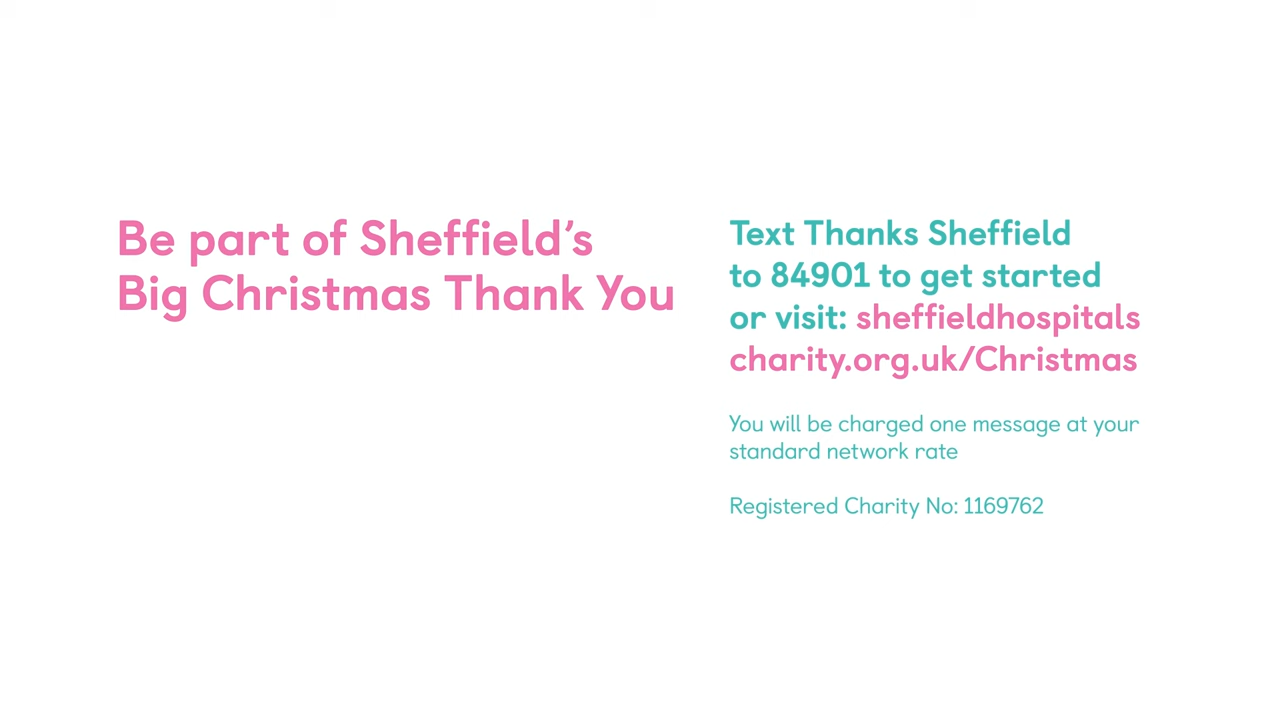 Be part of Sheffield’s
Big Christmas Thank You
Text Thanks Sheffield
to 84901 to get started
or visit: sheffieldhospitals
charity.org.uk/Christmas
You will be charged one message at your
standard network rate
Registered Charity No: 1169762